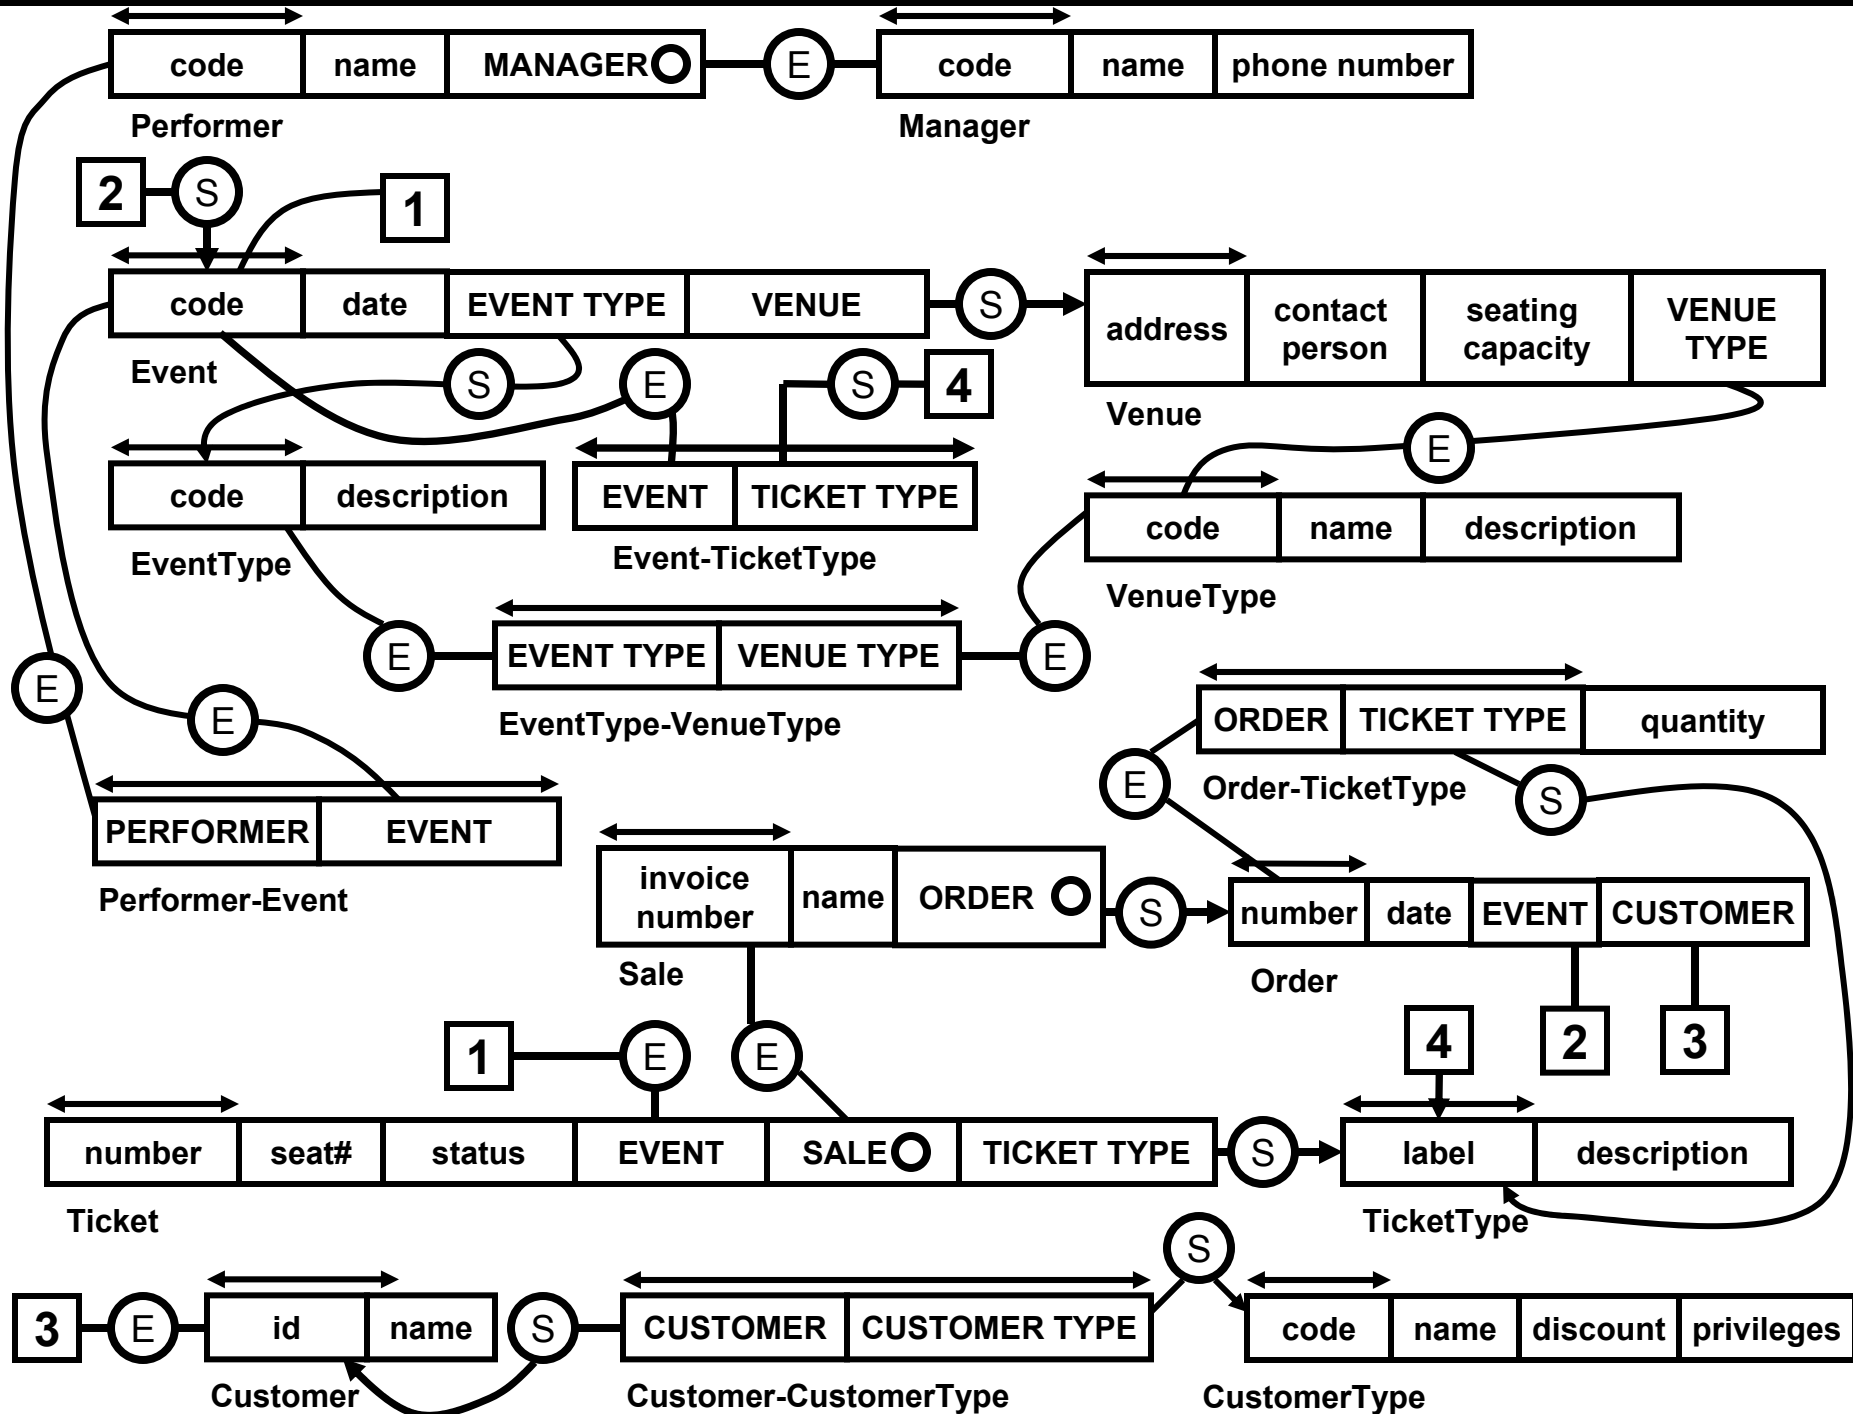 code name MANAGER E code name phone number
Performer Manager
2 S 1
code date EVENT TYPE VENUE S address contact person seating capacity VENUE TYPE
Event S E S 4 Venue
E
code description EVENT TICKET TYPE code name description
EventType Event-TicketType VenueType
E EVENT TYPE VENUE TYPE E
EventType-VenueType
E E ORDER TICKET TYPE quantity
E Order-TicketType S
PERFORMER EVENT
Performer-Event
invoice number name ORDER S number date EVENT CUSTOMER
Sale Order
1 E E 4 2 3
number seat# status EVENT SALE TICKET TYPE S label description
Ticket TicketType
S
3 E id name S CUSTOMER CUSTOMER TYPE code name discount privileges
Customer Customer-CustomerType CustomerType